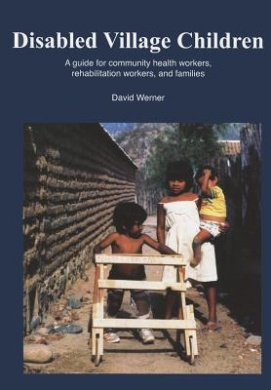 Disabled Village Children
A guide for community health workers,
rehabilitation workers, and families
David Werner